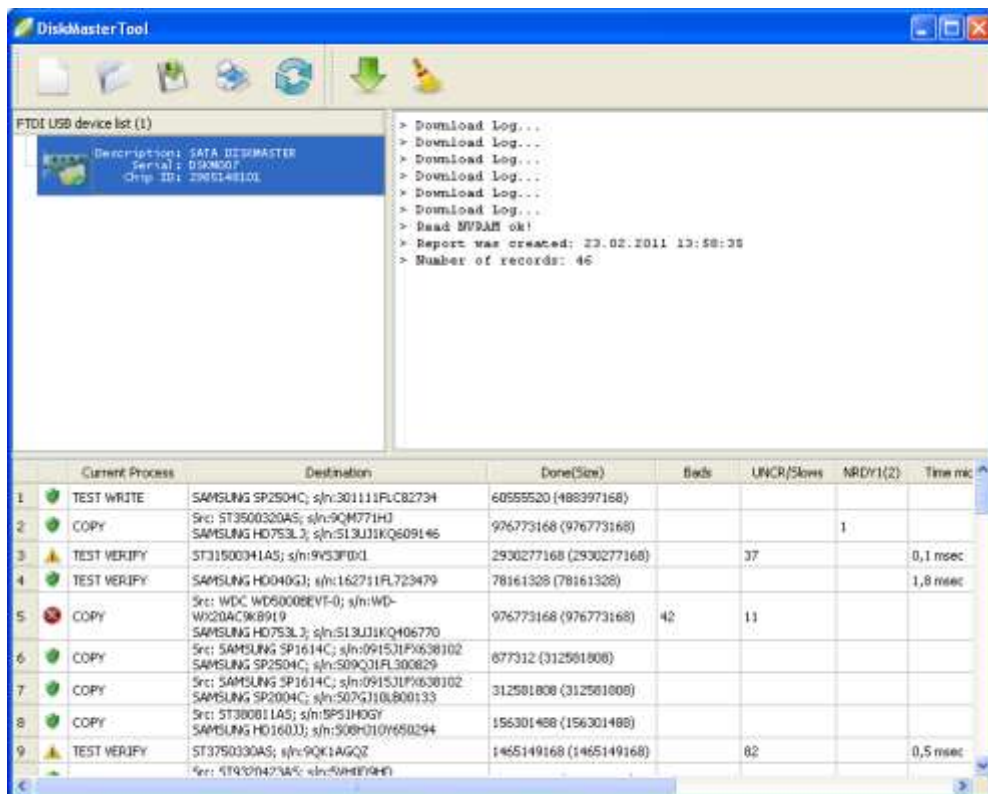 DiskMasterTool
FTDI USB device list (1)
Description: SATA DISKMASTER
Serial: DSKM007
Chip ID: 2985148101
> Download Log...
> Download Log...
> Download Log...
> Download Log...
> Download Log...
> Download Log...
> Read NVRAM ok!
> Report was created: 23.02.2011 13:58:35
> Number of records: 46
Current Process Destination Done(Size) Bads UNCR/Slows NRDY1(2) Time mic
1 TEST WRITE SAMSUNG SP2504C; s/n:301111FLC82734 60555520 (488397168)
2 COPY Src: ST3500320AS; s/n:9QM771HJ 976773168 (976773168) 1
SAMSUNG HD753LJ; s/n:S13UJ1KQ609146
3 TEST VERIFY ST31500341AS; s/n:9VS3F0X1 2930277168 (2930277168) 37 0,1 msec
4 TEST VERIFY SAMSUNG HD040GJ; s/n:162711FL723479 78161328 (78161328) 1,8 msec
5 COPY Src: WDC WD5000BEVT-0; s/n:WD- 976773168 (976773168) 42 11
WX20AC9K8919
SAMSUNG HD753LJ; s/n:S13UJ1KQ406770
6 COPY Src: SAMSUNG SP1614C; s/n:0915J1FX638102 877312 (312581808)
SAMSUNG SP2504C; s/n:S09QJ1FL300829
7 COPY Src: SAMSUNG SP1614C; s/n:0915J1FX638102 312581808 (312581808)
SAMSUNG SP2004C; s/n:S07GJ10L800133
8 COPY Src: ST380811AS; s/n:5PS1H0GY 156301488 (156301488)
SAMSUNG HD160JJ; s/n:S08HJ10Y650294
9 TEST VERIFY ST3750330AS; s/n:9QK1AGQZ 1465149168 (1465149168) 82 0,5 msec
Src: ST9320423AS;